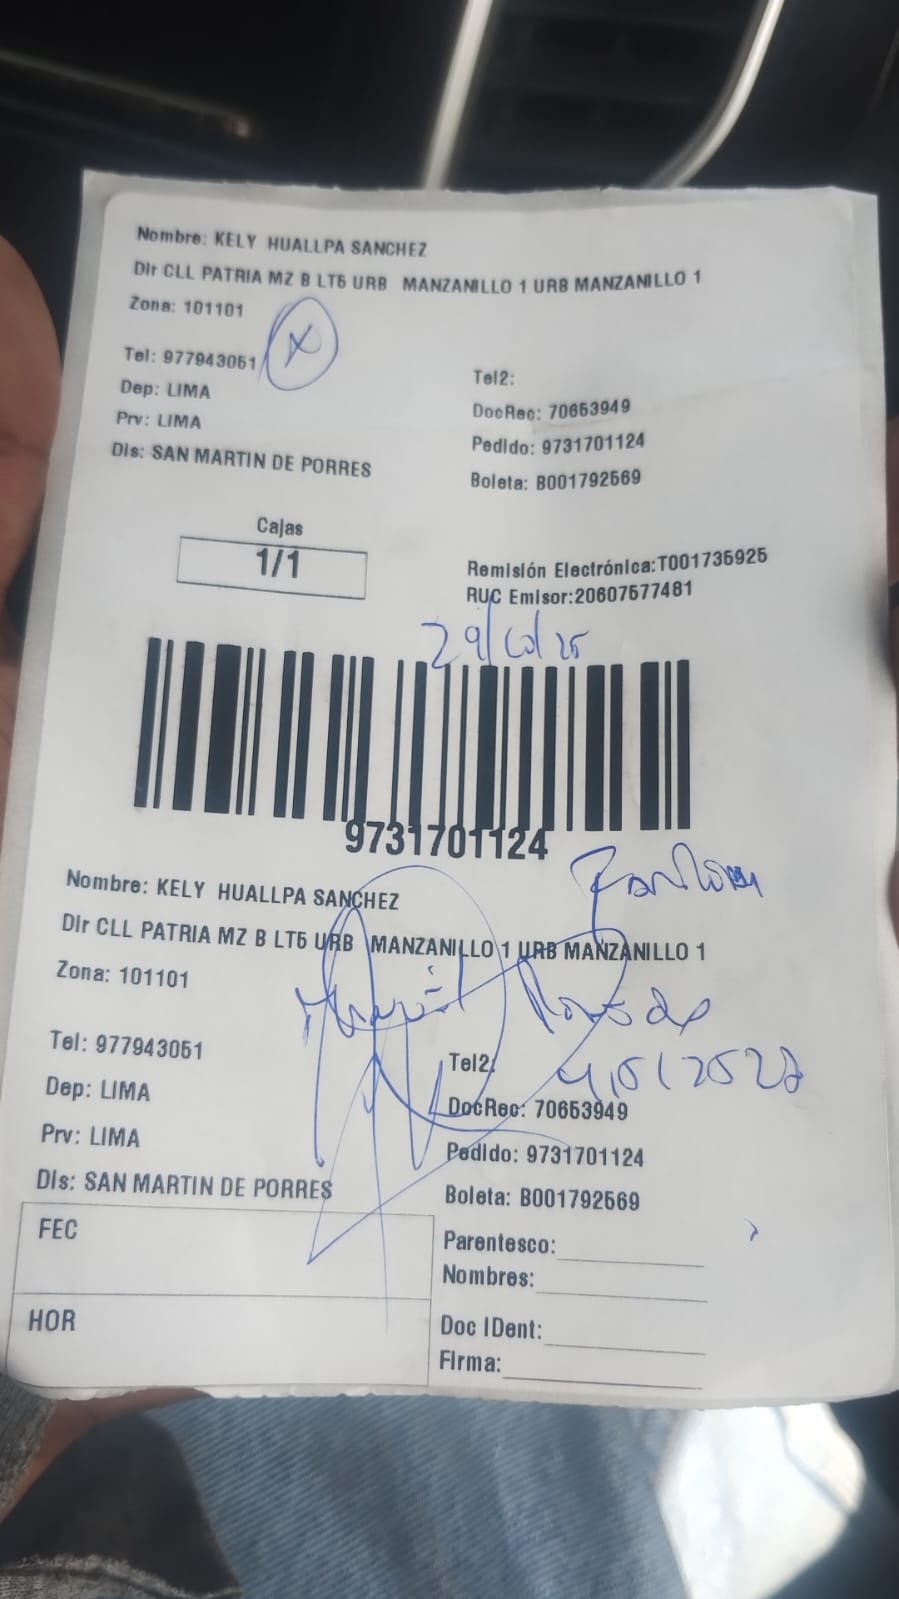 Nombre: KELY HUALLPA SANCHEZ
Dir CLL PATRIA MZ B LT5 URB MANZANILLO 1 URB MANZANILLO 1
Zona: 101101
Tel: 977943051
Tel2:
Dep: LIMA
DocRec: 70653949
Prv: LIMA
Pedido: 9731701124
Dis: SAN MARTIN DE PORRES
Boleta: B001792569
Cajas
1/1
Remisión Electrónica:T001735925
RUC Emisor:20607577481
9731701124
Nombre: KELY HUALLPA SANCHEZ
Dir CLL PATRIA MZ B LT5 URB MANZANILLO 1 URB MANZANILLO 1
Zona: 101101
Tel: 977943051
Tel2:
Dep: LIMA
DocRec: 70653949
Prv: LIMA
Pedido: 9731701124
Dis: SAN MARTIN DE PORRES
Boleta: B001792569
FEC
Parentesco:
Nombres:
HOR
Doc IDent:
Firma: